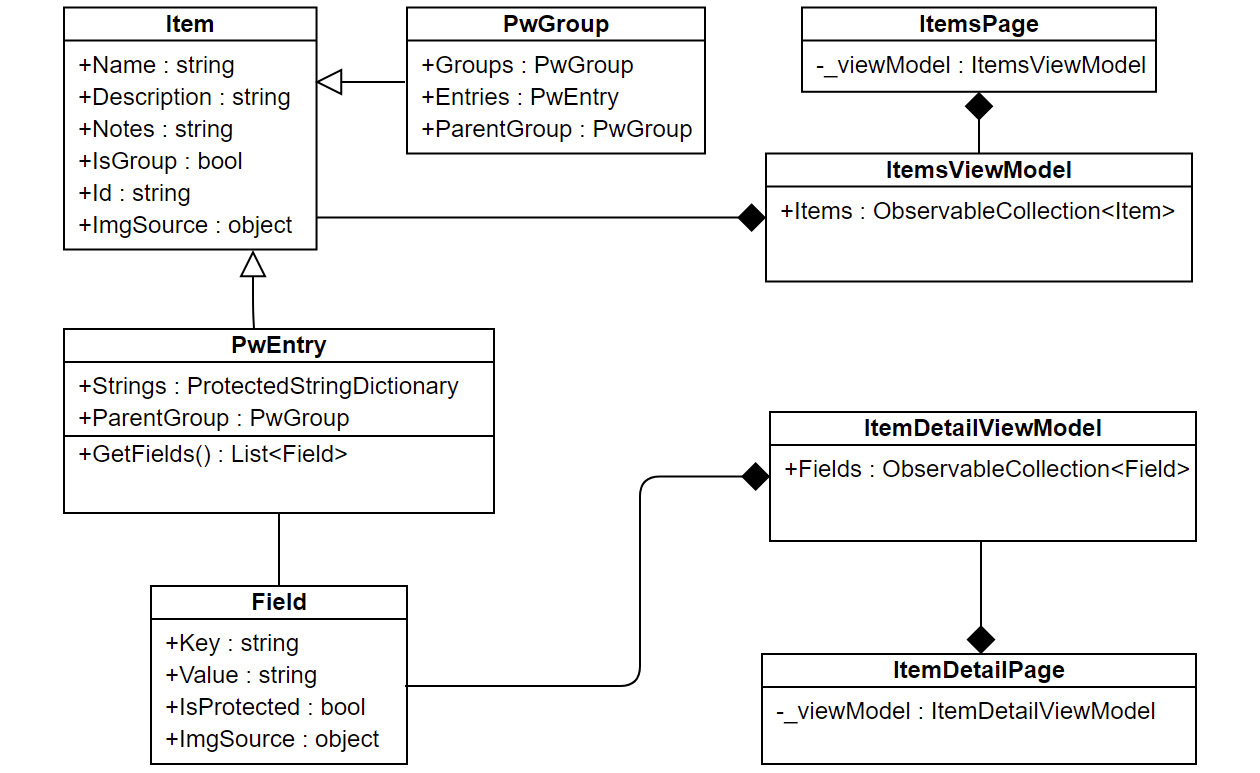 Item
+Name : string
+Description : string
+Notes : string
+IsGroup : bool
+Id : string
+ImgSource : object
PwGroup
+Groups : PwGroup
+Entries : PwEntry
+ParentGroup : PwGroup
ItemsPage
-_viewModel : ItemsViewModel
ItemsViewModel
+Items : ObservableCollection<Item>
PwEntry
+Strings : ProtectedStringDictionary
+ParentGroup : PwGroup
+GetFields() : List<Field>
ItemDetailViewModel
+Fields : ObservableCollection<Field>
Field
+Key : string
+Value : string
+IsProtected : bool
+ImgSource : object
ItemDetailPage
-_viewModel : ItemDetailViewModel